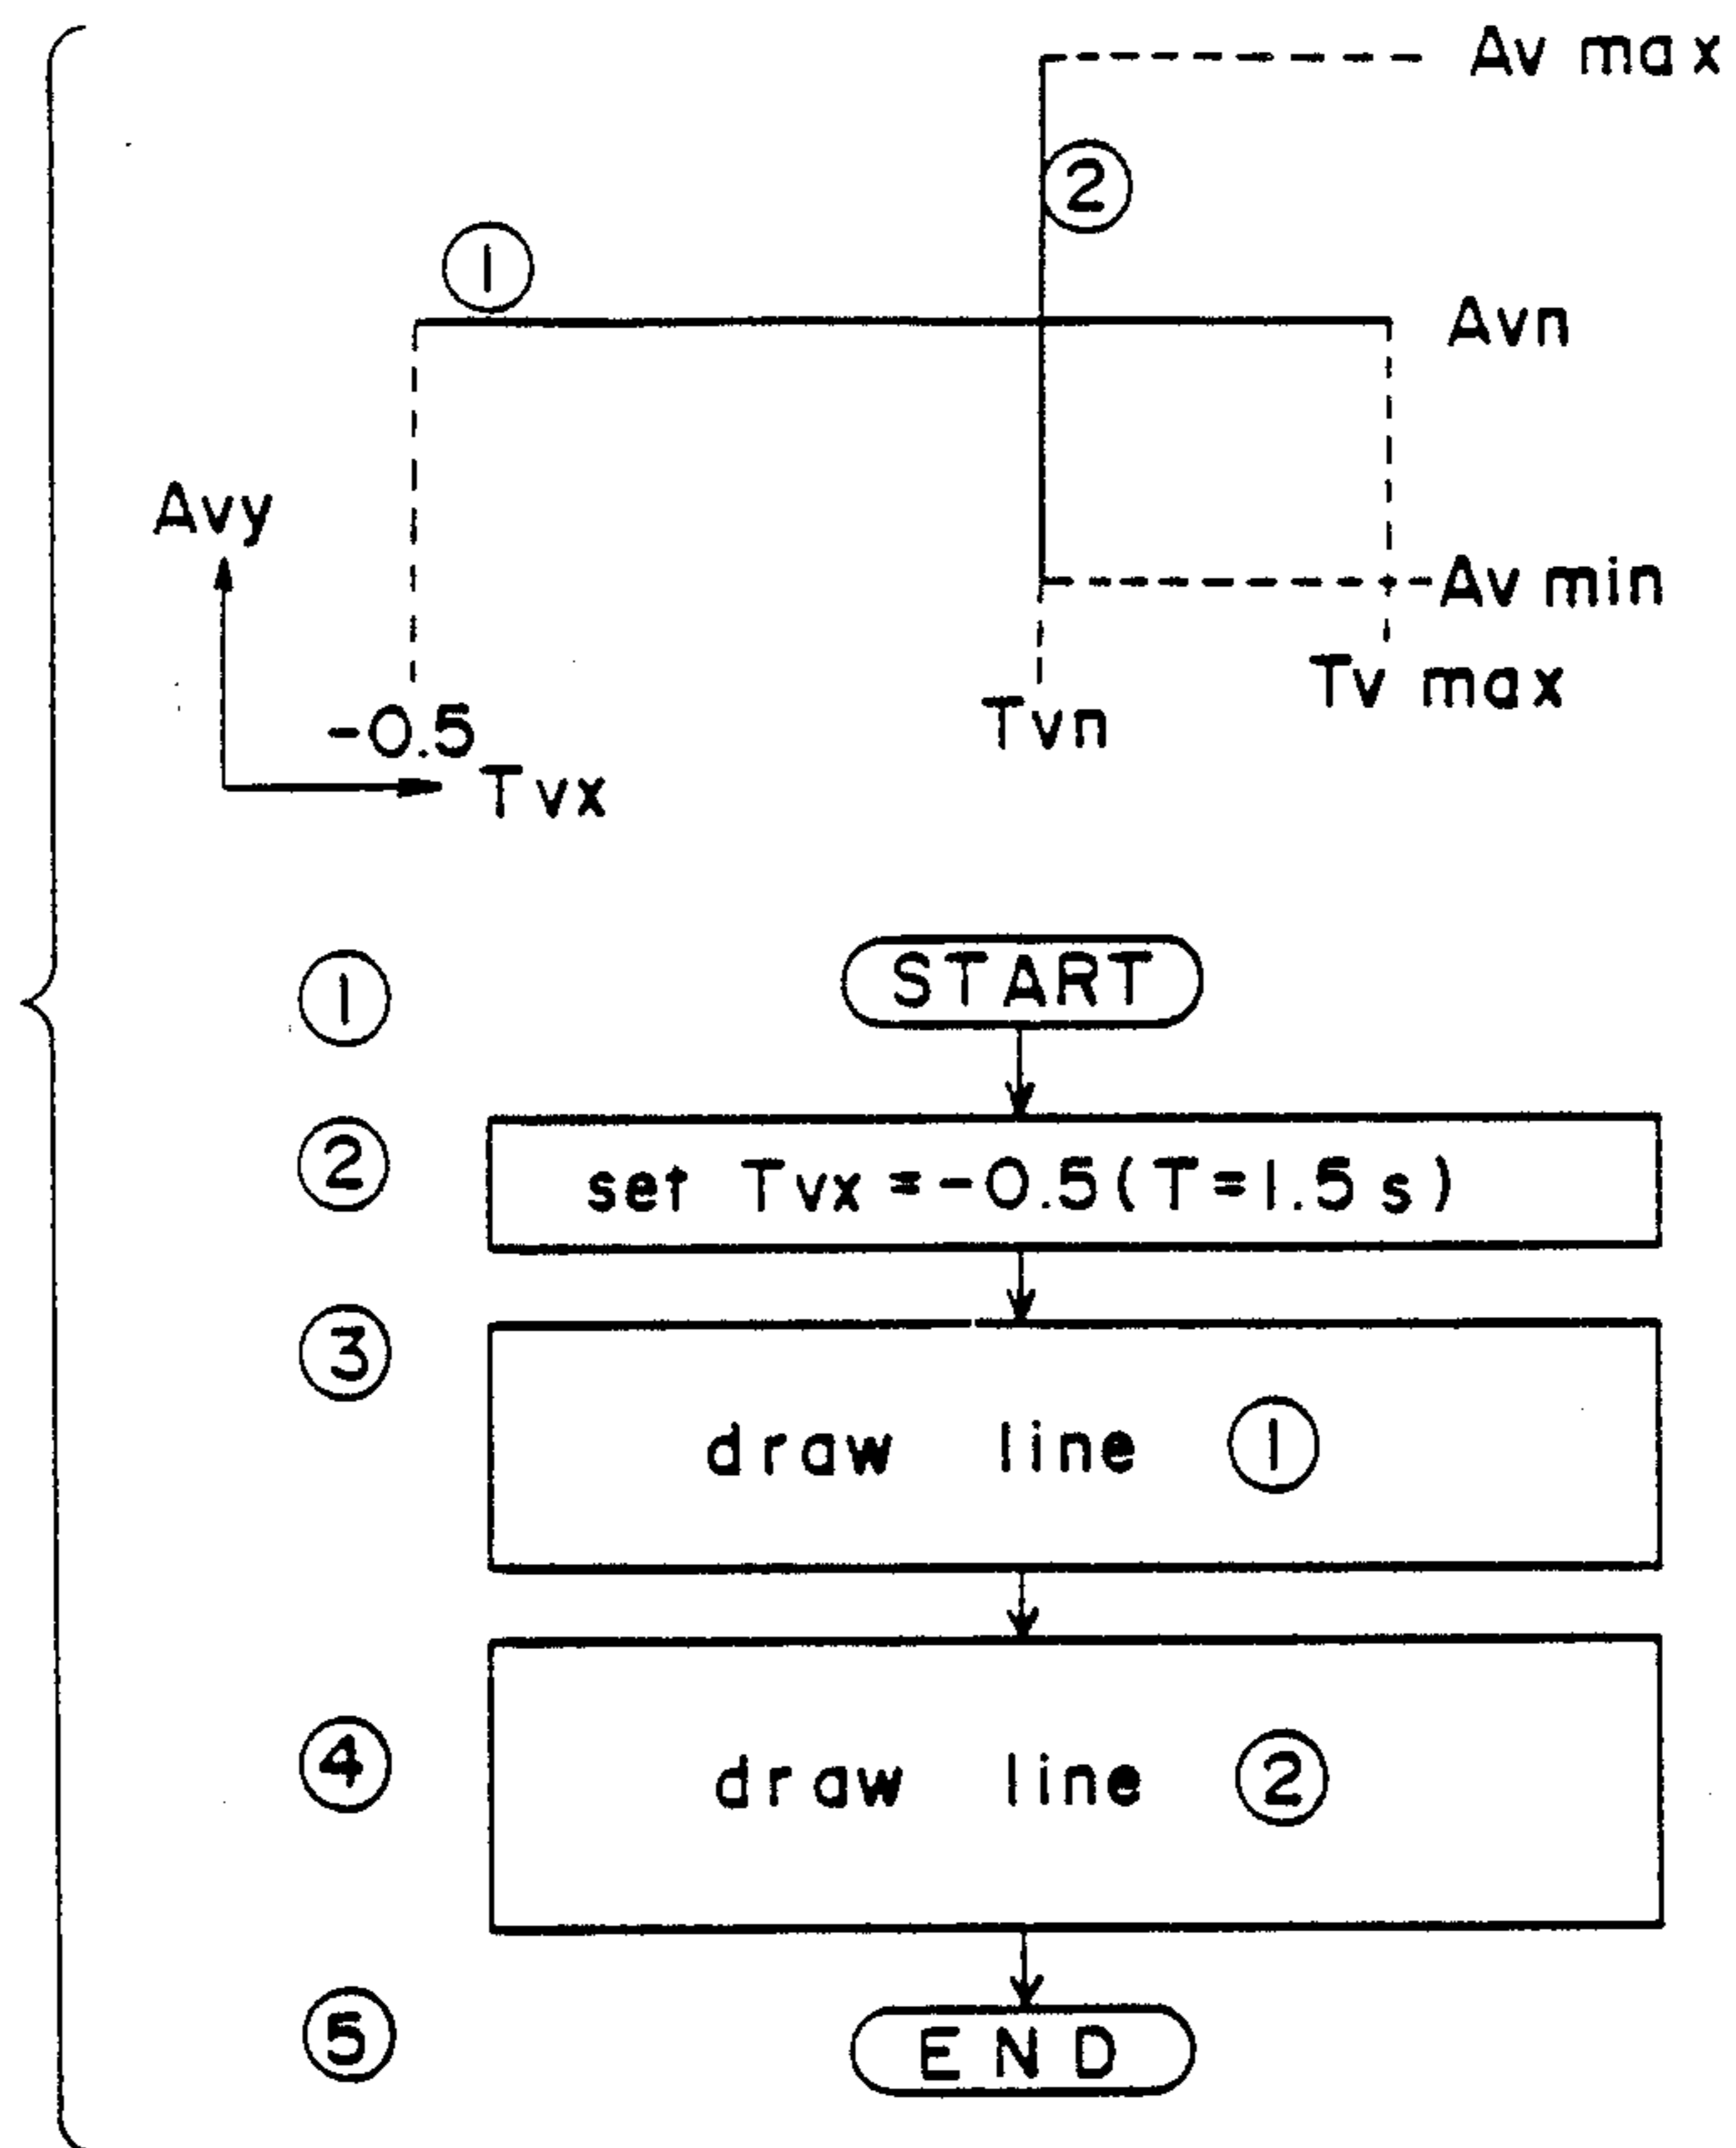 Av max
②
①
Avn
Avy
Av min
Tv max
-0.5
Tvn
Tvx
① START
② set Tvx=-0.5(T=1.5s)
③ draw line ①
④ draw line ②
⑤ END